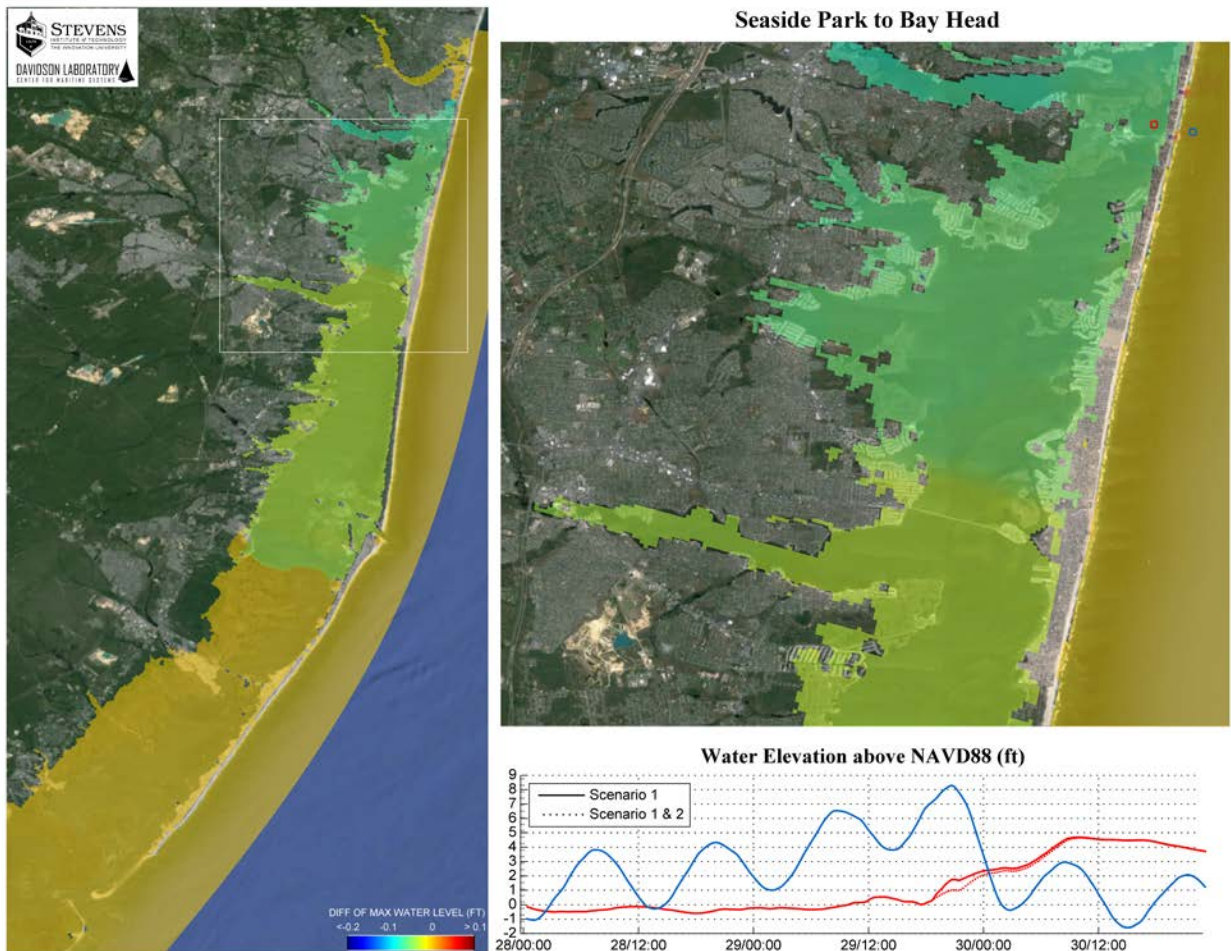 STEVENS
INSTITUTE of TECHNOLOGY
THE INNOVATION UNIVERSITY
DAVIDSON LABORATORY
CENTER FOR MARITIME SYSTEMS
DIFF OF MAX WATER LEVEL (FT)
<-0.2 -0.1 0 > 0.1
Seaside Park to Bay Head
Water Elevation above NAVD88 (ft)
9
8
7
6
5
4
3
2
1
0
-1
-2
Scenario 1
Scenario 1 & 2
28/000:00 28/12:00 29/00:00 29/12:00 30/000:00 30/12:00